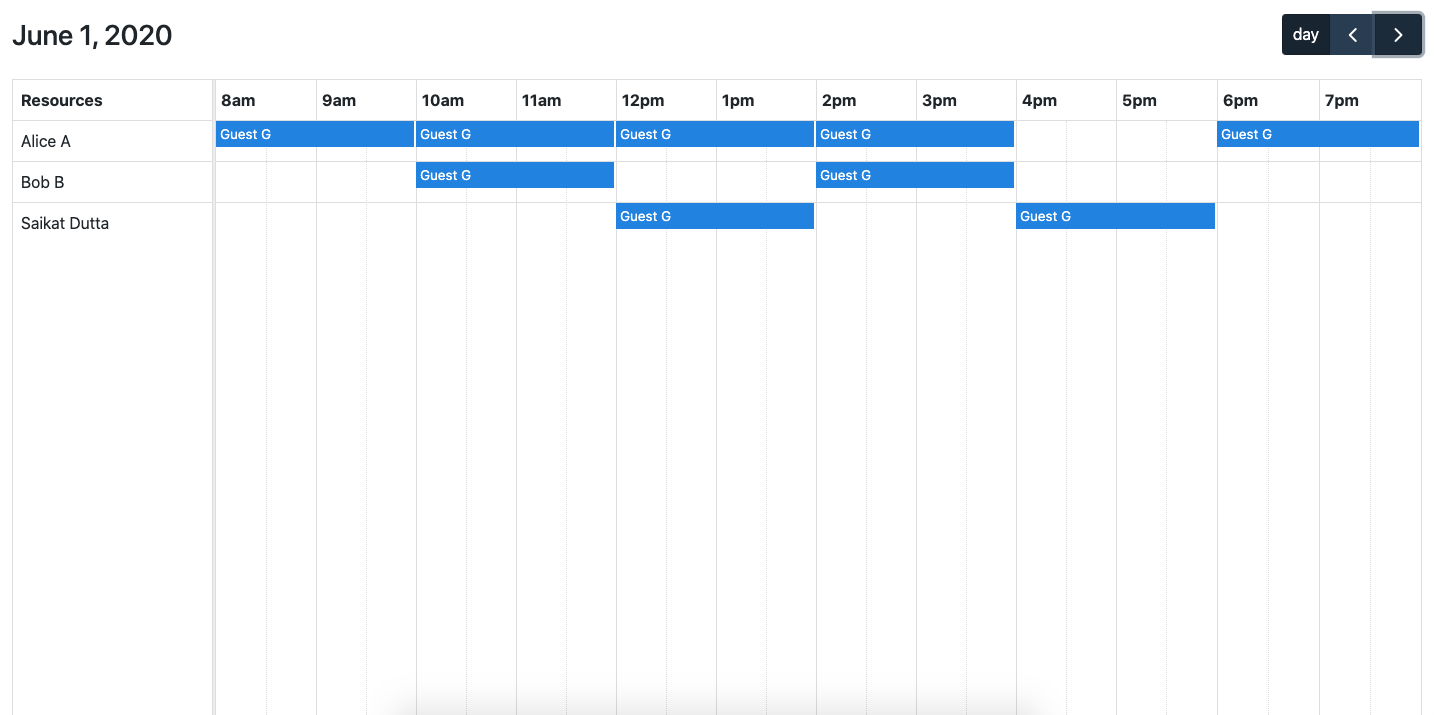 June 1, 2020
day
Resources 8am 9am 10am 11am 12pm 1pm 2pm 3pm 4pm 5pm 6pm 7pm
Alice A Guest G Guest G Guest G Guest G Guest G
Bob B Guest G Guest G
Saikat Dutta Guest G Guest G